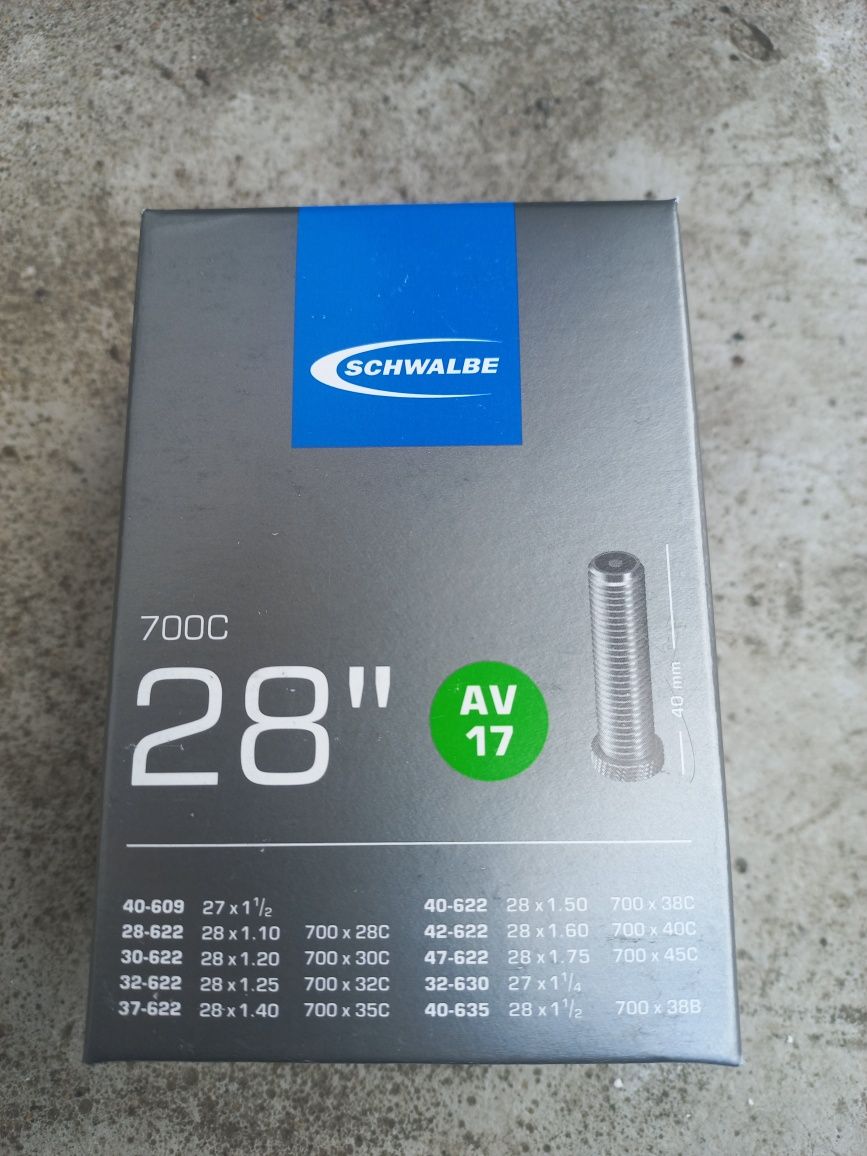 SCHWALBE
700C
28"
AV
17
40 mm
40-609 27 x 1 1/2
28-622 28 x 1.10 700 x 28C
30-622 28 x 1.20 700 x 30C
32-622 28 x 1.25 700 x 32C
37-622 28 x 1.40 700 x 35C
40-622 28 x 1.50 700 x 38C
42-622 28 x 1.60 700 x 40C
47-622 28 x 1.75 700 x 45C
32-630 27 x 1 1/4
40-635 28 x 1 1/2 700 x 38B